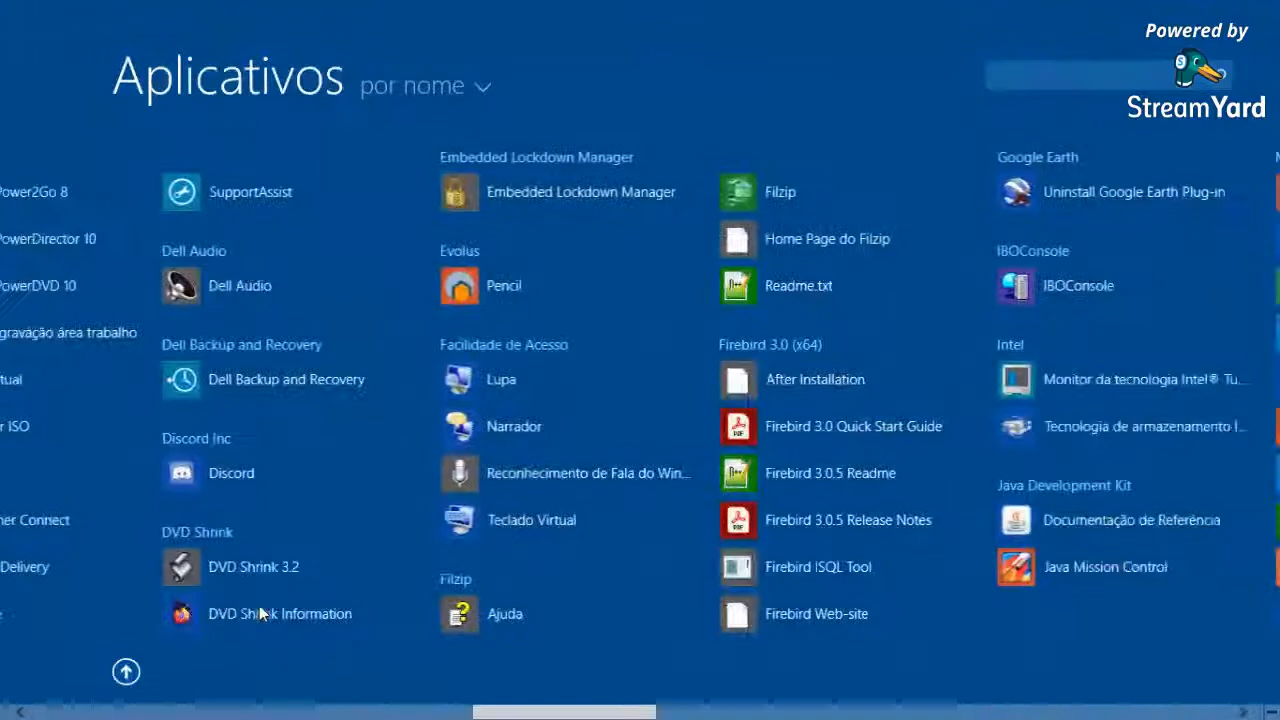 Powered by
StreamYard
Aplicativos por nome
Power2Go 8
PowerDirector 10
PowerDVD 10
gravação área trabalho
tual
r ISO
ner Connect
Delivery
SupportAssist
Dell Audio
Dell Audio
Dell Backup and Recovery
Dell Backup and Recovery
Discord Inc
Discord
DVD Shrink
DVD Shrink 3.2
DVD Shrink Information
Embedded Lockdown Manager
Embedded Lockdown Manager
Evolus
Pencil
Facilidade de Acesso
Lupa
Narrador
Reconhecimento de Fala do Win...
Teclado Virtual
Filzip
Ajuda
Filzip
Home Page do Filzip
Readme.txt
Firebird 3.0 (x64)
After Installation
Firebird 3.0 Quick Start Guide
Firebird 3.0.5 Readme
Firebird 3.0.5 Release Notes
Firebird ISQL Tool
Firebird Web-site
Google Earth
Uninstall Google Earth Plug-in
IBOConsole
IBOConsole
Intel
Monitor da tecnologia Intel® Tu...
Tecnologia de armazenamento I...
Java Development Kit
Documentação de Referência
Java Mission Control